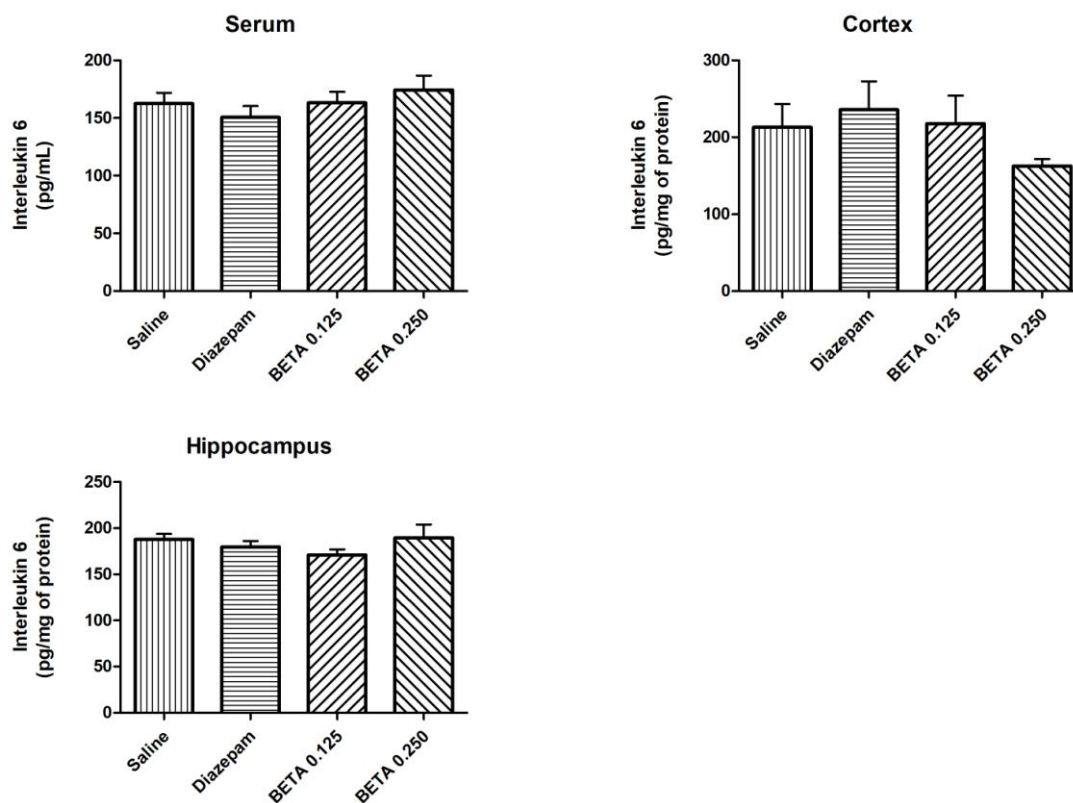 Serum
Interleukin 6
(pg/mL)
200
150
100
50
0
Saline
Diazepam
BETA 0.125
BETA 0.250
Cortex
Interleukin 6
(pg/mg of protein)
300
200
100
0
Saline
Diazepam
BETA 0.125
BETA 0.250
Hippocampus
Interleukin 6
(pg/mg of protein)
250
200
150
100
50
0
Saline
Diazepam
BETA 0.125
BETA 0.250